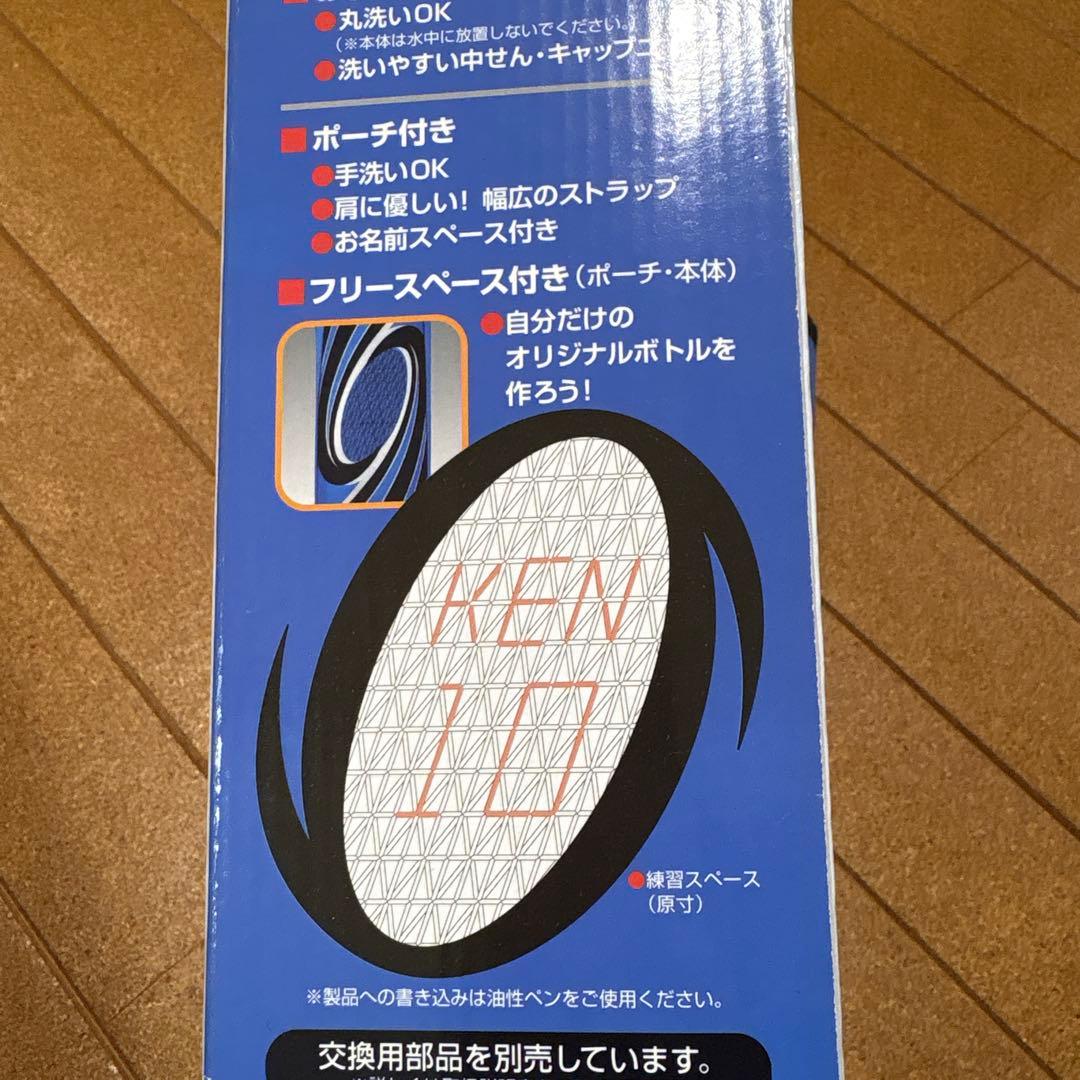 ●丸洗いOK
(※本体は水中に放置しないでください。)
●洗いやすい中せん・キャップ
■ポーチ付き
●手洗いOK
●肩に優しい！幅広のストラップ
●お名前スペース付き
■フリースペース付き（ポーチ・本体）
●自分だけの
オリジナルボトルを
作ろう！
KEN
10
●練習スペース
（原寸）
※製品への書き込みは油性ペンをご使用ください。
交換用部品を別売しています。